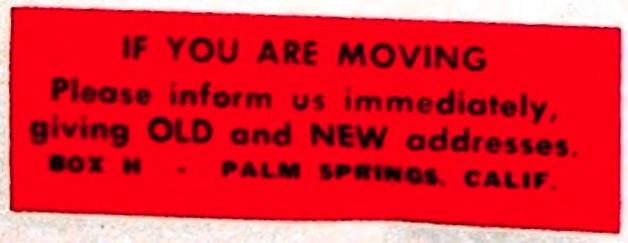 IF YOU ARE MOVING
Please inform us immediately,
giving OLD and NEW addresses.
BOX H - PALM SPRINGS, CALIF.